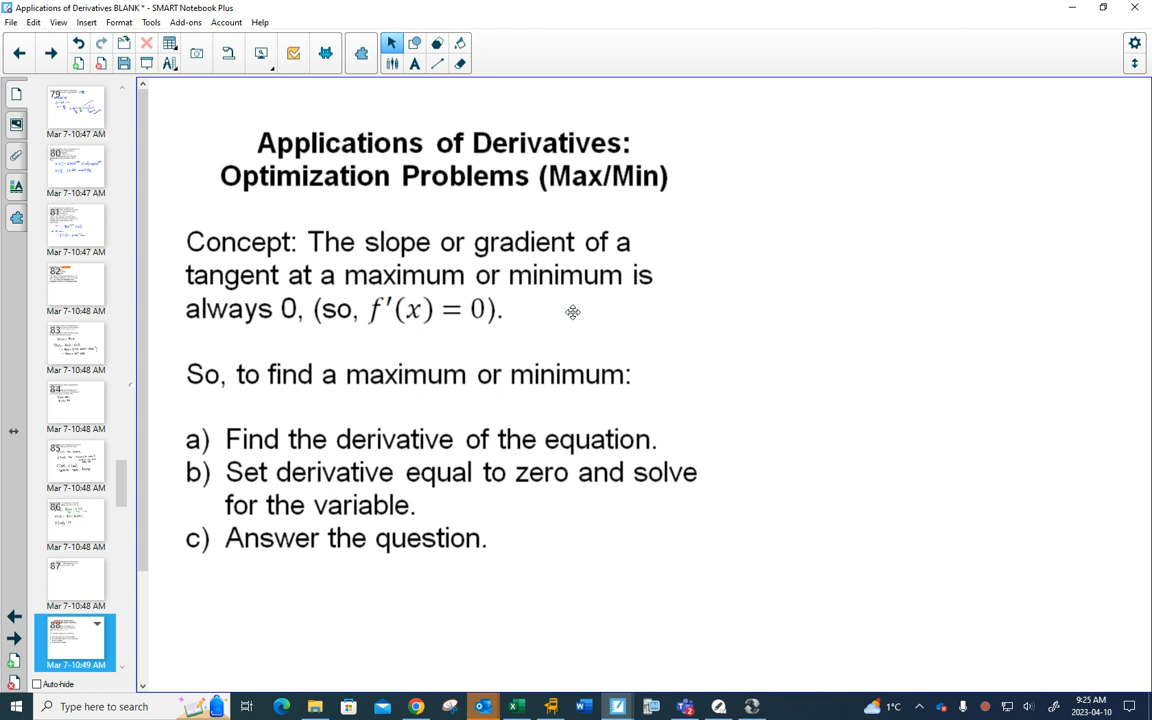 Applications of Derivatives BLANK * - SMART Notebook Plus
File Edit View Insert Format Tools Add-ons Account Help
79
Mar 7-10:47 AM
80
Mar 7-10:47 AM
81
Mar 7-10:47 AM
82
Mar 7-10:48 AM
83
Mar 7-10:48 AM
84
Mar 7-10:48 AM
85
Mar 7-10:48 AM
86
Mar 7-10:48 AM
87
Mar 7-10:48 AM
88
Mar 7-10:49 AM
Auto-hide
Applications of Derivatives:
Optimization Problems (Max/Min)
Concept: The slope or gradient of a
tangent at a maximum or minimum is
always 0, (so, f′(x) = 0).
So, to find a maximum or minimum:
a) Find the derivative of the equation.
b) Set derivative equal to zero and solve
for the variable.
c) Answer the question.
Type here to search
1°C
9:25 AM
2023-04-10